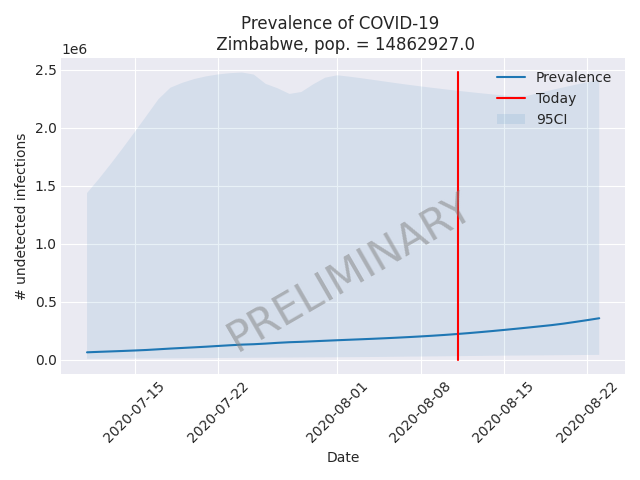 Prevalence of COVID-19
Zimbabwe, pop. = 14862927.0
1e6
2.5
2.0
1.5
1.0
0.5
0.0
# undetected infections
Prevalence
Today
95CI
PRELIMINARY
2020-07-15
2020-07-22
2020-08-01
2020-08-08
2020-08-15
2020-08-22
Date